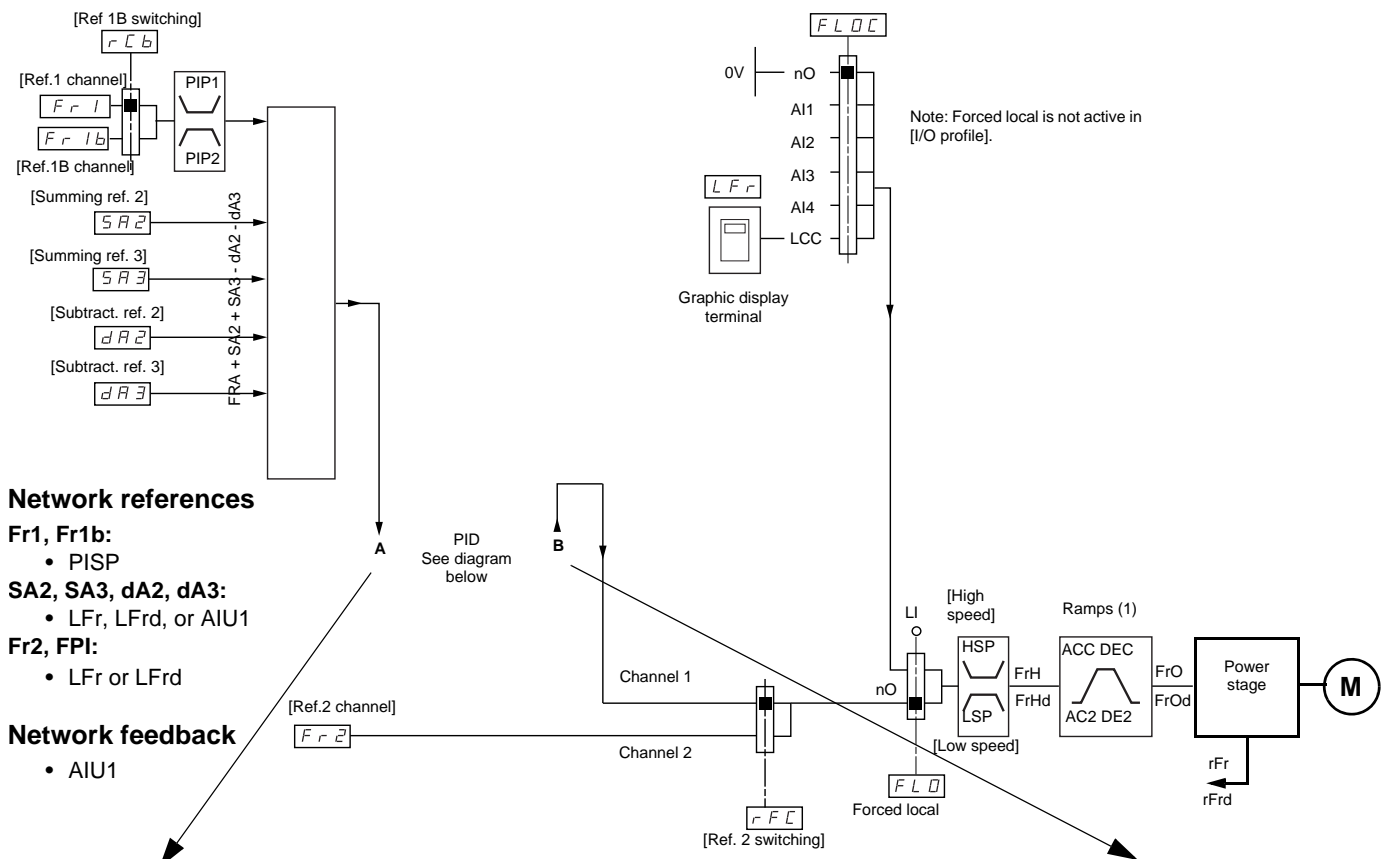 [Ref 1B switching]
rCb
[Ref.1 channel]
Fr1
Fr1b
[Ref.1B channel]
PIP1
PIP2
[Summing ref. 2]
SA2
[Summing ref. 3]
SA3
[Subtract. ref. 2]
dA2
[Subtract. ref. 3]
dA3
FRA + SA2 + SA3 - dA2 - dA3
FLOC
0V
nO
AI1
AI2
AI3
AI4
LCC
LFr
Graphic display
terminal
Note: Forced local is not active in
[I/O profile].
Network references
Fr1, Fr1b:
• PISP
SA2, SA3, dA2, dA3:
• LFr, LFrd, or AIU1
Fr2, FPI:
• LFr or LFrd
Network feedback
• AIU1
A
PID
See diagram
below
B
Channel 1
[Ref.2 channel]
Fr2
Channel 2
rFC
[Ref. 2 switching]
LI
nO
FLO
Forced local
[High
speed]
HSP
LSP
[Low speed]
FrH
FrHd
Ramps (1)
ACC DEC
AC2 DE2
FrO
FrOd
Power
stage
M
rFr
rFrd